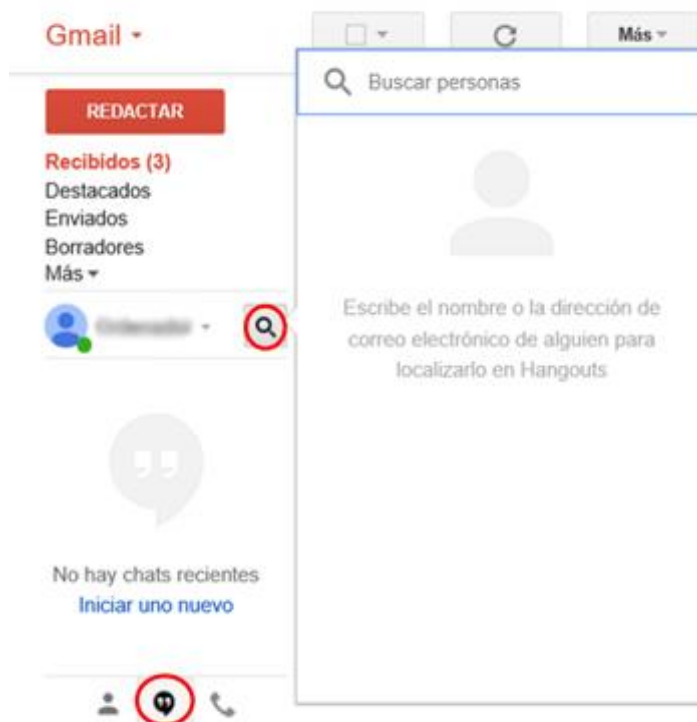 Gmail
Más
Buscar personas
REDACTAR
Recibidos (3)
Destacados
Enviados
Borradores
Más
Escribe el nombre o la dirección de
correo electrónico de alguien para
localizarlo en Hangouts
No hay chats recientes
Iniciar uno nuevo